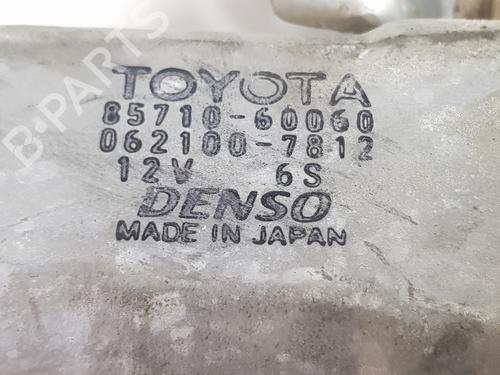 TOYOTA
85710-60060
062100-7812
12V 6S
DENSO
MADE IN JAPAN
B-PARTS